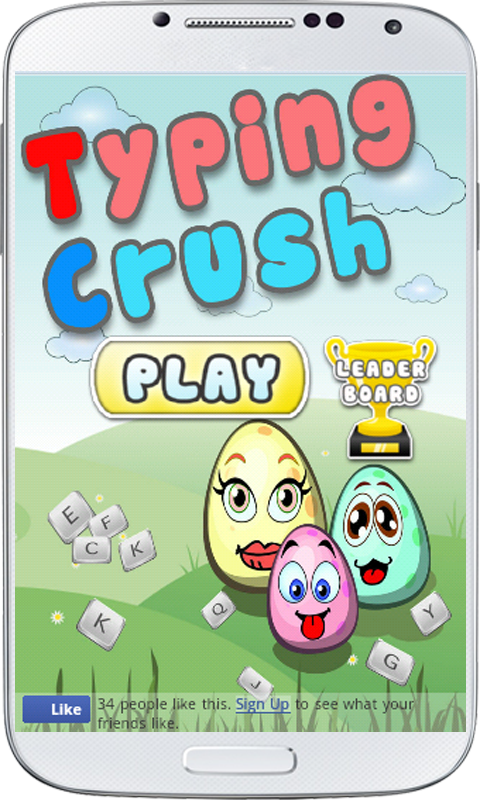 Typing
Crush
PLAY
LEADER
BOARD
E
F
C
K
K
Q
Y
G
J
Like
34 people like this. Sign Up to see what your
friends like.